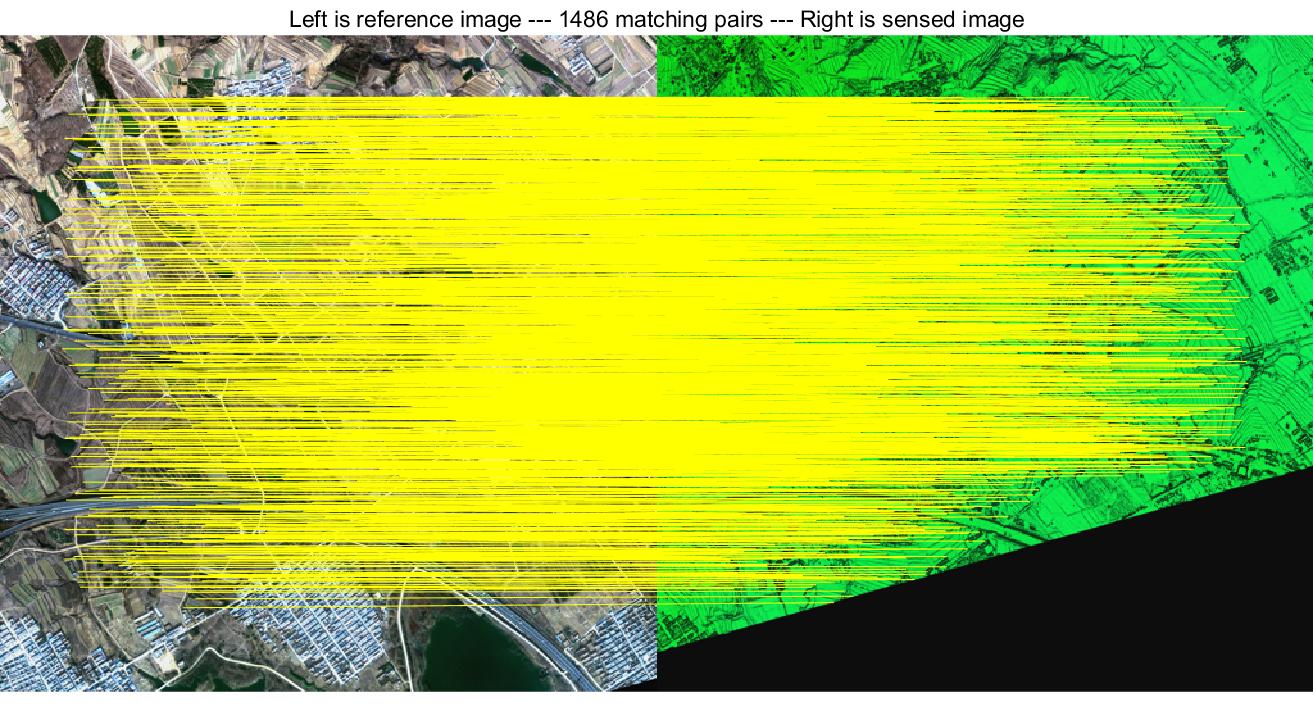 Left is reference image --- 1486 matching pairs --- Right is sensed image